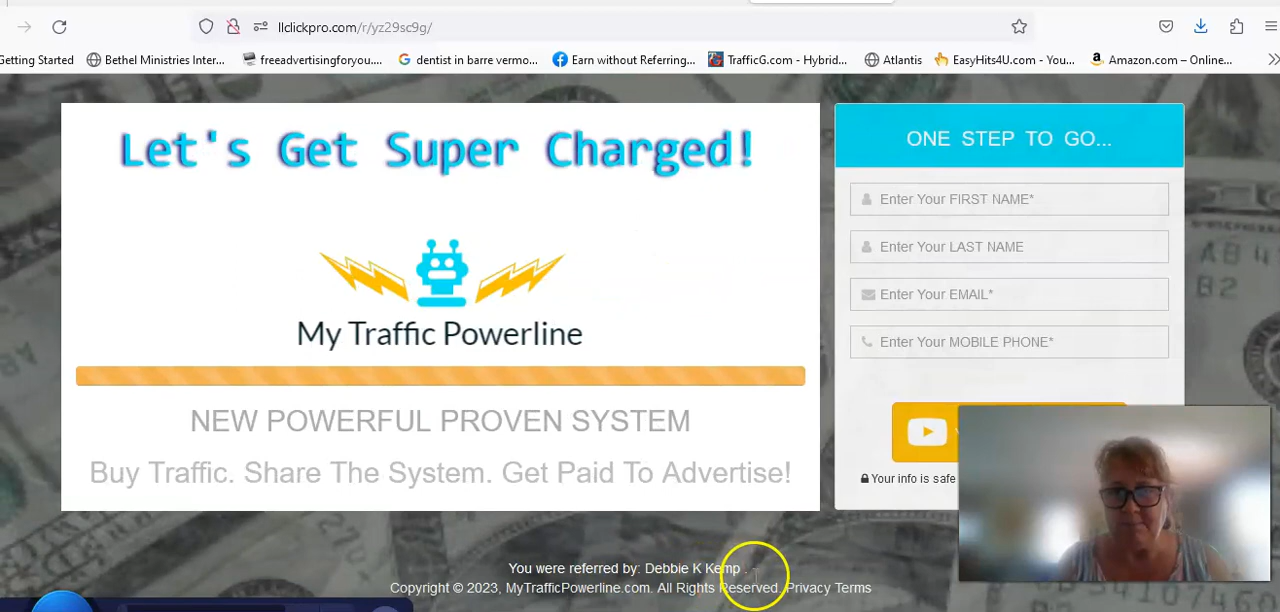 llclickpro.com/r/yz29sc9g/
Getting Started
Bethel Ministries Inter...
freeadvertisingforyou....
dentist in barre vermo...
Earn without Referring...
TrafficG.com - Hybrid...
Atlantis
EasyHits4U.com - You...
Amazon.com – Online...
Let's Get Super Charged!
My Traffic Powerline
NEW POWERFUL PROVEN SYSTEM
Buy Traffic. Share The System. Get Paid To Advertise!
ONE STEP TO GO...
Enter Your FIRST NAME*
Enter Your LAST NAME
Enter Your EMAIL*
Enter Your MOBILE PHONE*
Your info is safe
You were referred by: Debbie K Kemp .
Copyright © 2023, MyTrafficPowerline.com. All Rights Reserved. Privacy Terms